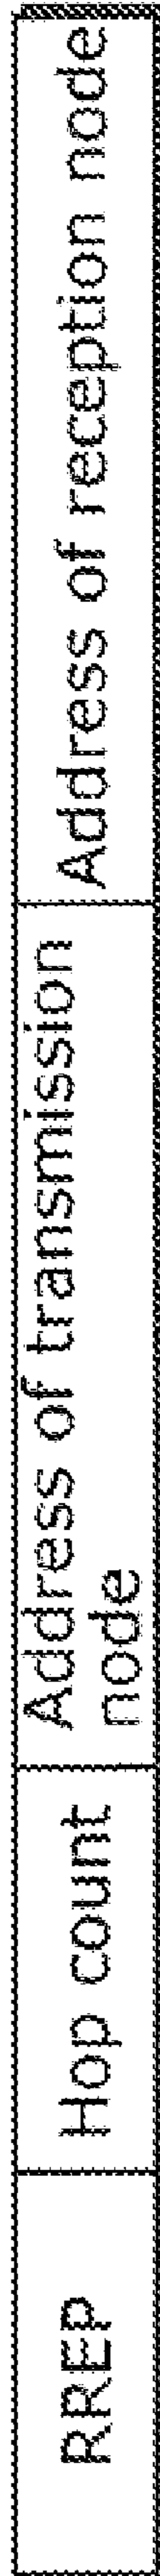 RREP
Hop count
Address of transmission
node
Address of reception node